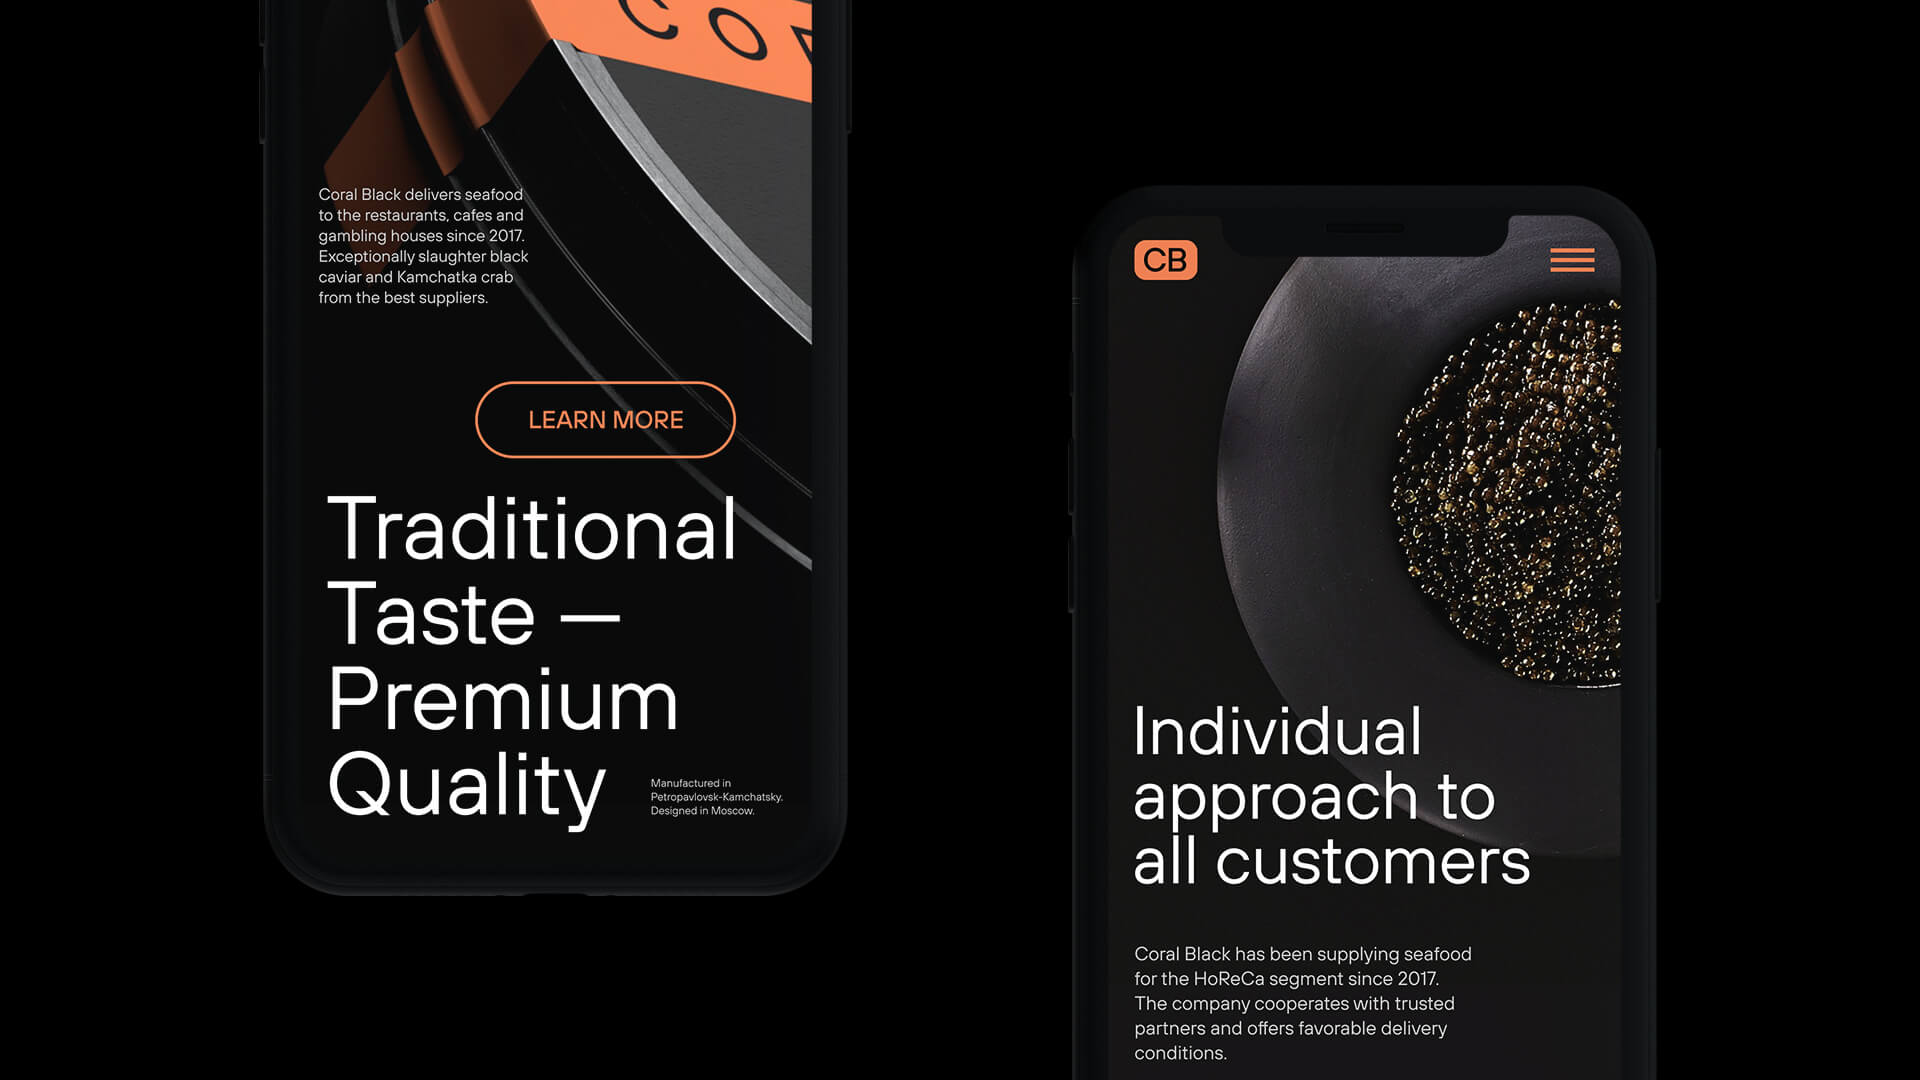 Coral Black delivers seafood
to the restaurants, cafes and
gambling houses since 2017.
Exceptionally slaughter black
caviar and Kamchatka crab
from the best suppliers.
LEARN MORE
Traditional
Taste —
Premium
Quality
Manufactured in
Petropavlovsk-Kamchatsky.
Designed in Moscow.
CB
Individual
approach to
all customers
Coral Black has been supplying seafood
for the HoReCa segment since 2017.
The company cooperates with trusted
partners and offers favorable delivery
conditions.